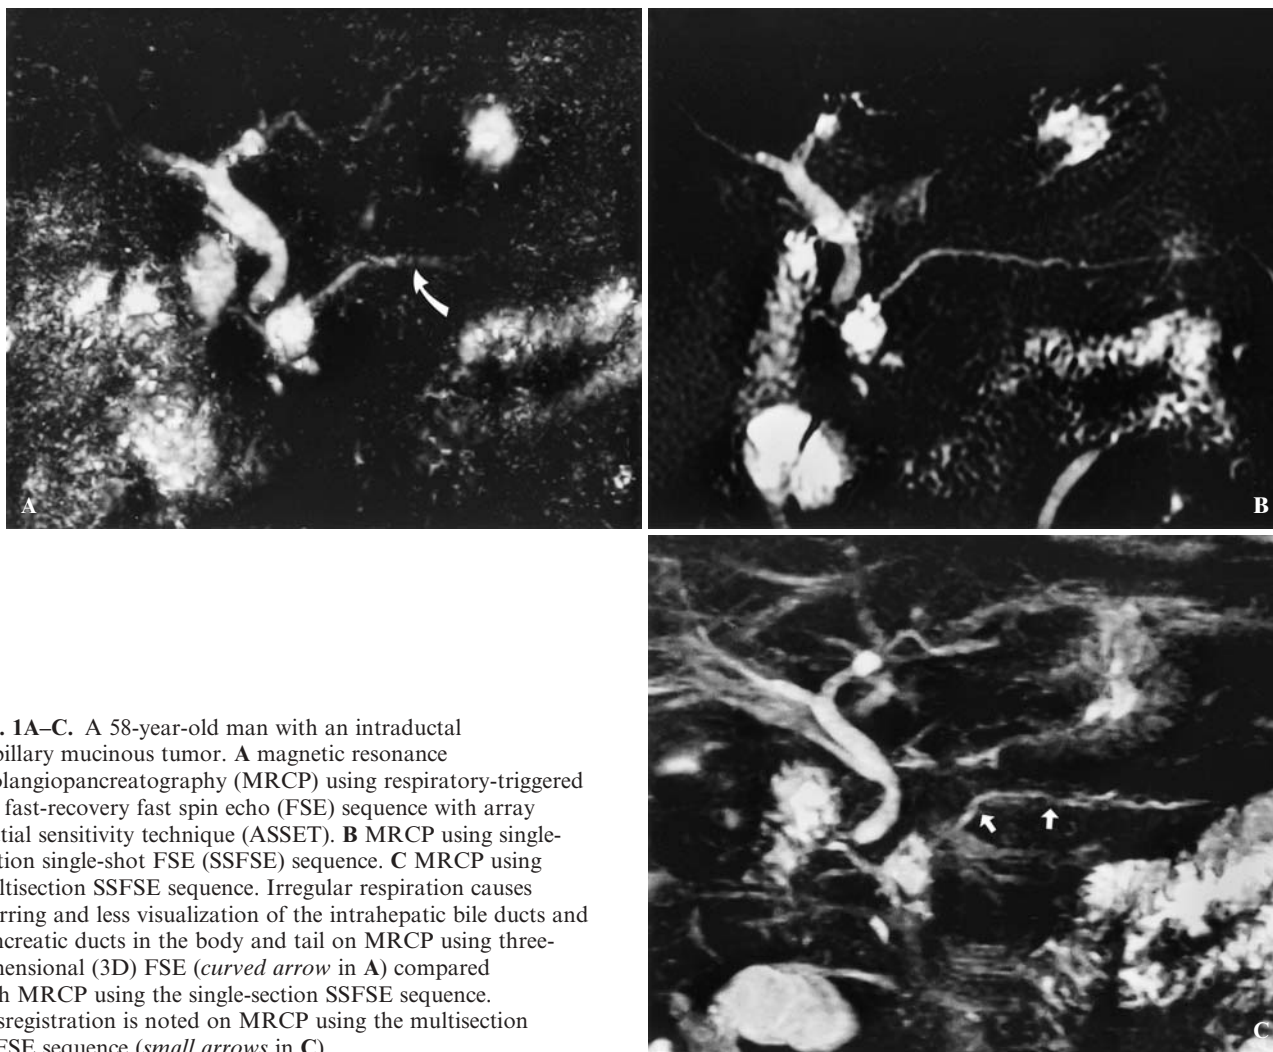 A
B
C
. 1A–C. A 58-year-old man with an intraductal
pillary mucinous tumor. A magnetic resonance
olangiopancreatography (MRCP) using respiratory-triggered
fast-recovery fast spin echo (FSE) sequence with array
tial sensitivity technique (ASSET). B MRCP using single-
tion single-shot FSE (SSFSE) sequence. C MRCP using
ltisection SSFSE sequence. Irregular respiration causes
rring and less visualization of the intrahepatic bile ducts and
ncreatic ducts in the body and tail on MRCP using three-
mensional (3D) FSE (curved arrow in A) compared
h MRCP using the single-section SSFSE sequence.
sregistration is noted on MRCP using the multisection
FSE sequence (small arrows in C)